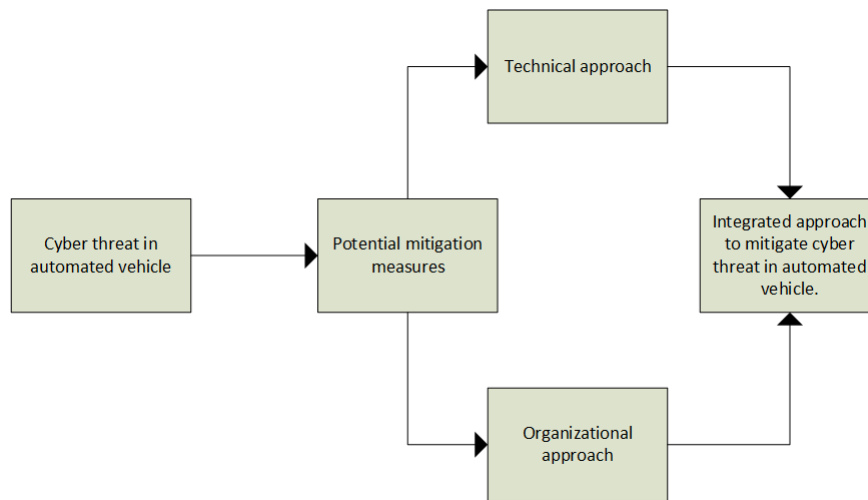 Technical approach
Cyber threat in
automated vehicle
Potential mitigation
measures
Integrated approach
to mitigate cyber
threat in automated
vehicle.
Organizational
approach